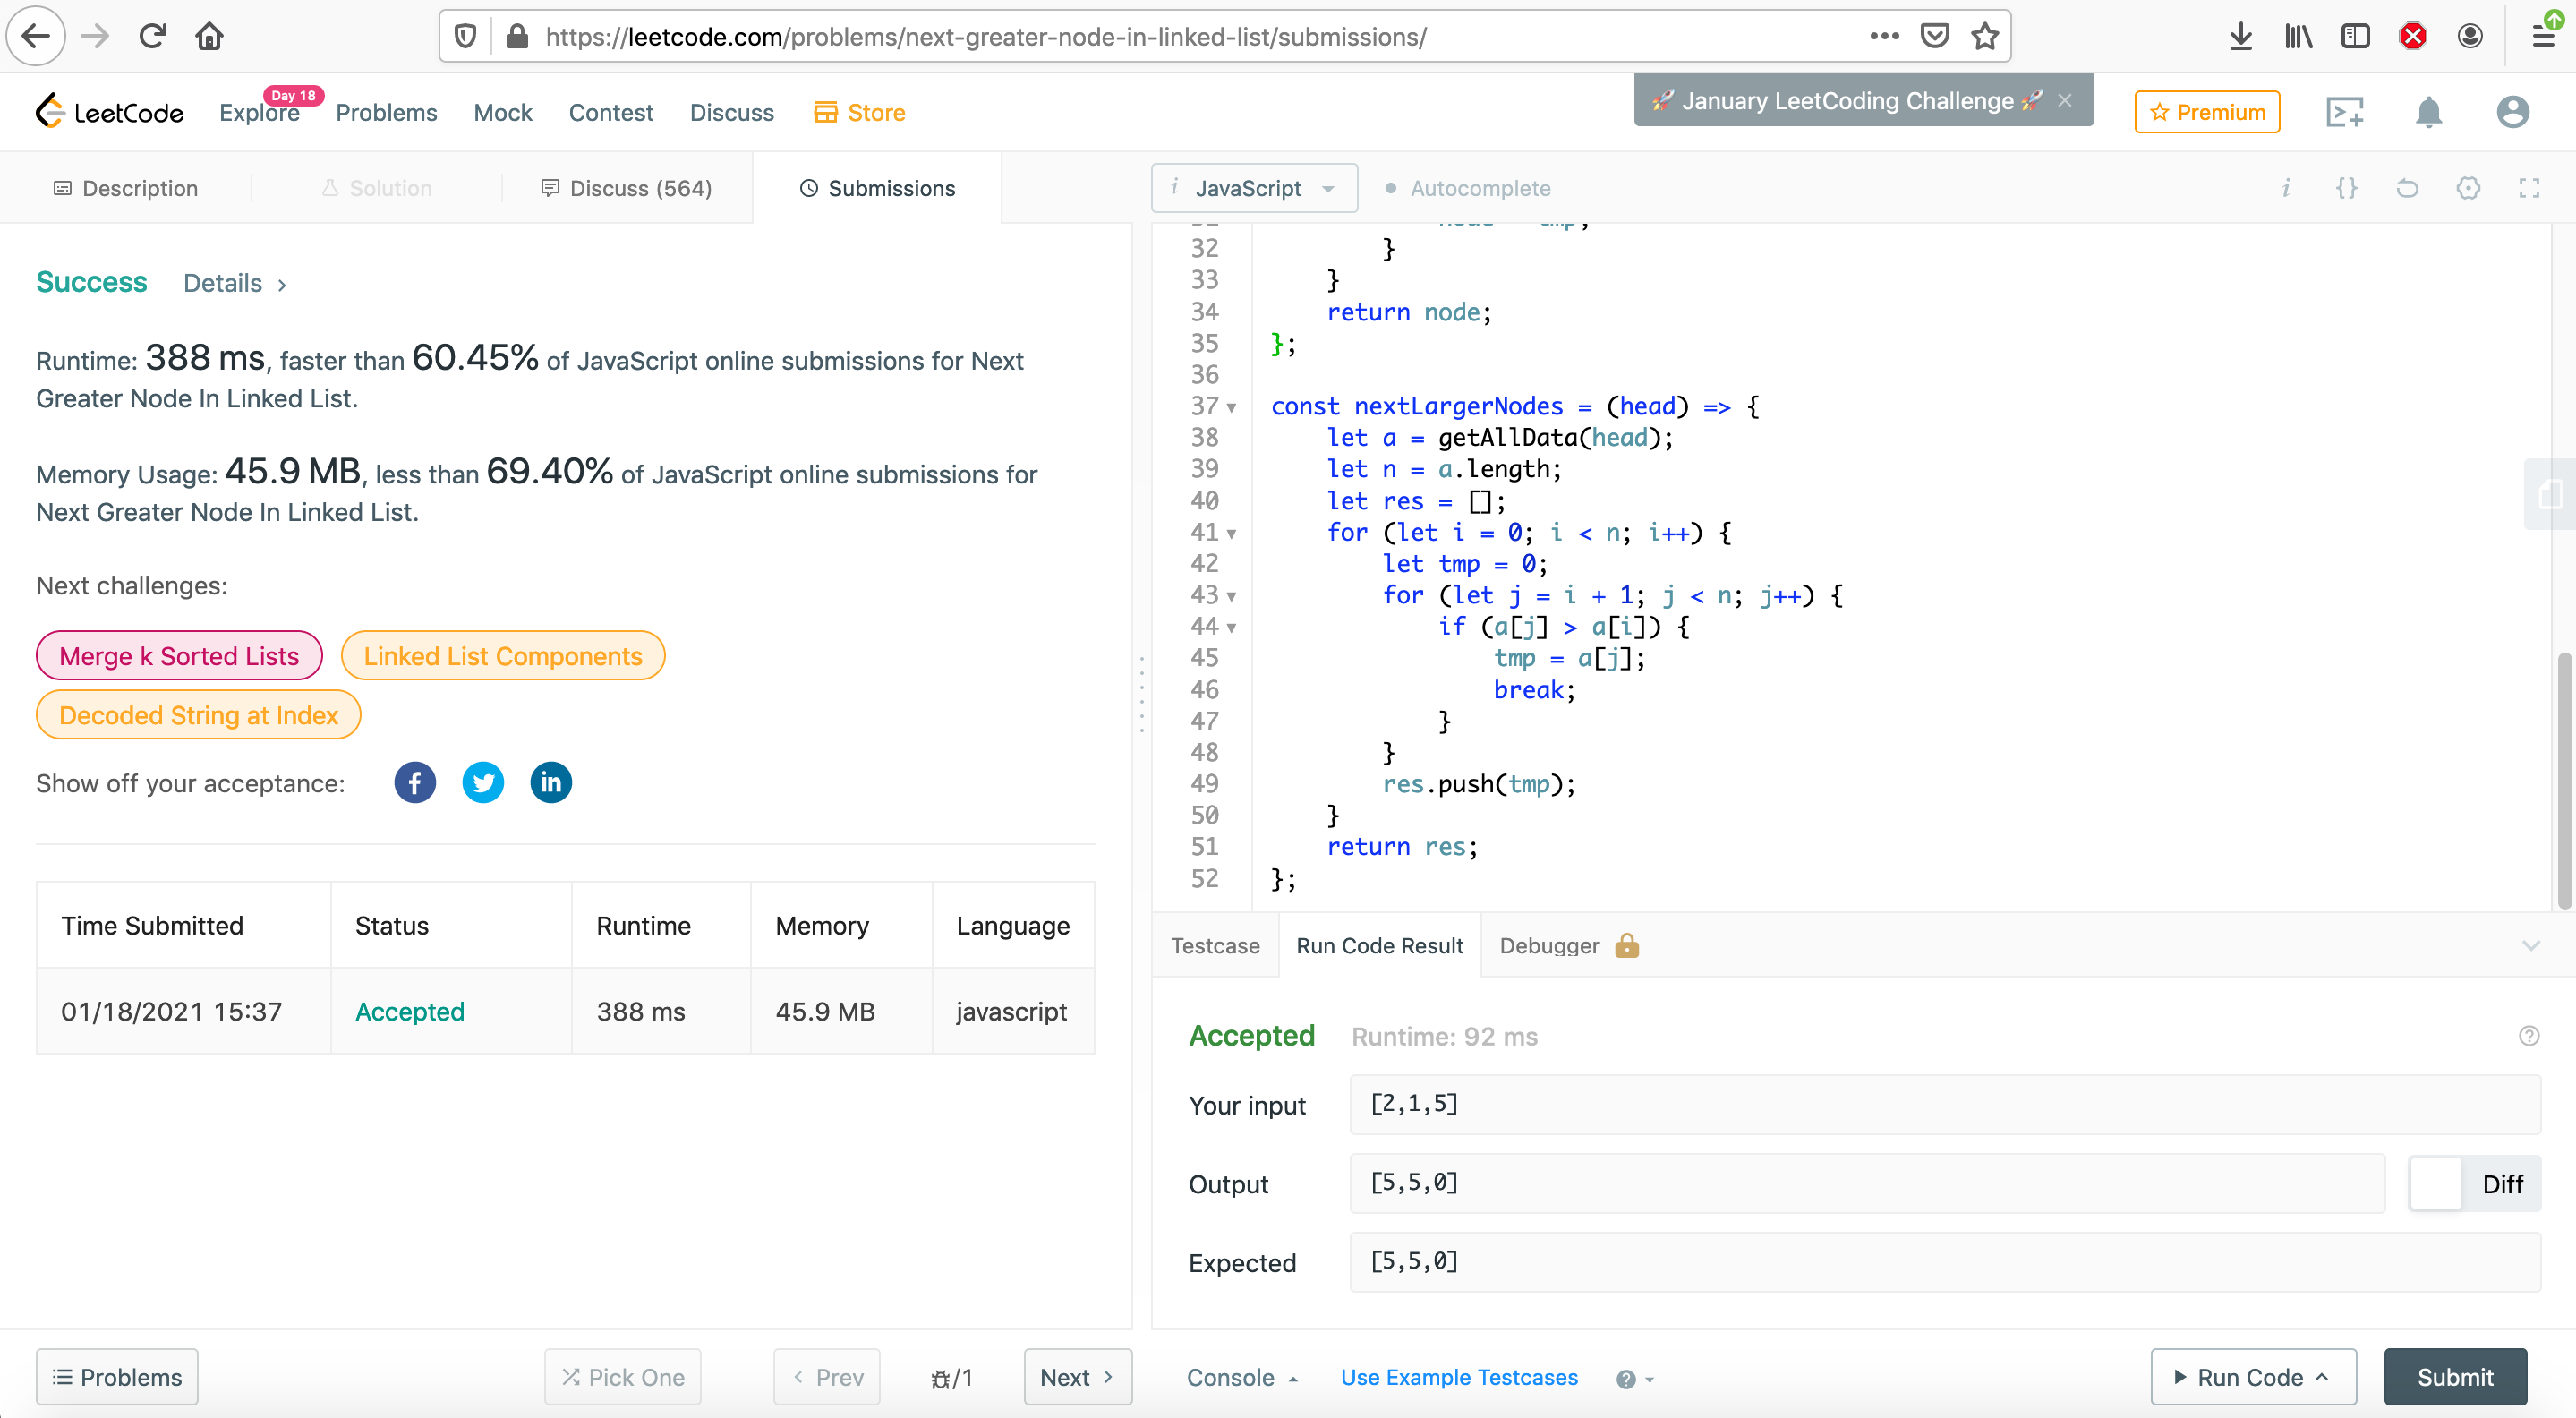 https://leetcode.com/problems/next-greater-node-in-linked-list/submissions/
LeetCode
Explore
Day 18
Problems
Mock
Contest
Discuss
Store
🚀 January LeetCoding Challenge 🚀 ×
Premium
Description
Solution
Discuss (564)
Submissions
i JavaScript
Autocomplete
Success
Details >
Runtime: 388 ms, faster than 60.45% of JavaScript online submissions for Next
Greater Node In Linked List.
Memory Usage: 45.9 MB, less than 69.40% of JavaScript online submissions for
Next Greater Node In Linked List.
Next challenges:
Merge k Sorted Lists
Linked List Components
Decoded String at Index
Show off your acceptance:
Time Submitted Status Runtime Memory Language
01/18/2021 15:37 Accepted 388 ms 45.9 MB javascript
32 }
33 }
34 return node;
35 };
36
37 const nextLargerNodes = (head) => {
38 let a = getAllData(head);
39 let n = a.length;
40 let res = [];
41 for (let i = 0; i < n; i++) {
42 let tmp = 0;
43 for (let j = i + 1; j < n; j++) {
44 if (a[j] > a[i]) {
45 tmp = a[j];
46 break;
47 }
48 }
49 res.push(tmp);
50 }
51 return res;
52 };
Testcase
Run Code Result
Debugger
Accepted
Runtime: 92 ms
Your input
[2,1,5]
Output
[5,5,0]
Diff
Expected
[5,5,0]
Problems
Pick One
< Prev
/1
Next >
Console
Use Example Testcases
Run Code
Submit